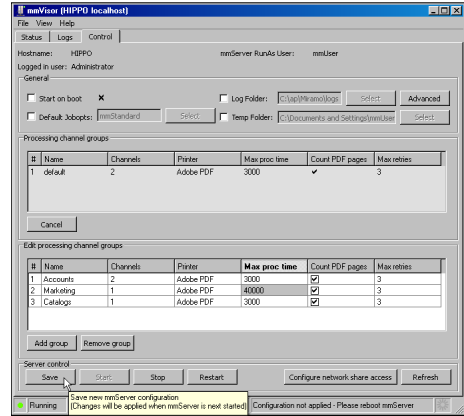 mmVisor (HIPPO localhost)
File View Help
Status Logs Control
Hostname: HIPPO mmServer RunAs User: mmUser
Logged in user: Administrator
General
Start on boot Log Folder: C:\ap\Miramo\logs Select Advanced
Default Jobopts: mmStandard Select Temp Folder: C:\Documents and Settings\mmUser Select
Processing channel groups
# Name Channels Printer Max proc time Count PDF pages Max retries
1 default 2 Adobe PDF 3000 3
Cancel
Edit processing channel groups
# Name Channels Printer Max proc time Count PDF pages Max retries
1 Accounts 2 Adobe PDF 3000 3
2 Marketing 1 Adobe PDF 40000 3
3 Catalogs 1 Adobe PDF 3000 3
Add group Remove group
Server control
Save Start Stop Restart Configure network share access Refresh
Save new mmServer configuration
(Changes will be applied when mmServer is next started)
Running Configuration not applied - Please reboot mmServer